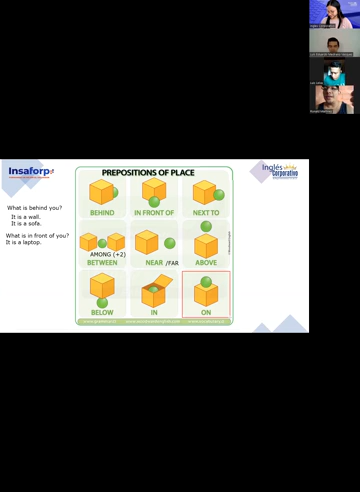 Insaforp
inglés
Corporativo
PREPOSITIONS OF PLACE
What is behind you?
It is a wall.
It is a sofa.
What is in front of you?
It is a laptop.
BEHIND
IN FRONT OF
NEXT TO
AMONG (+2)
BETWEEN
NEAR /FAR
ABOVE
BELOW
IN
ON